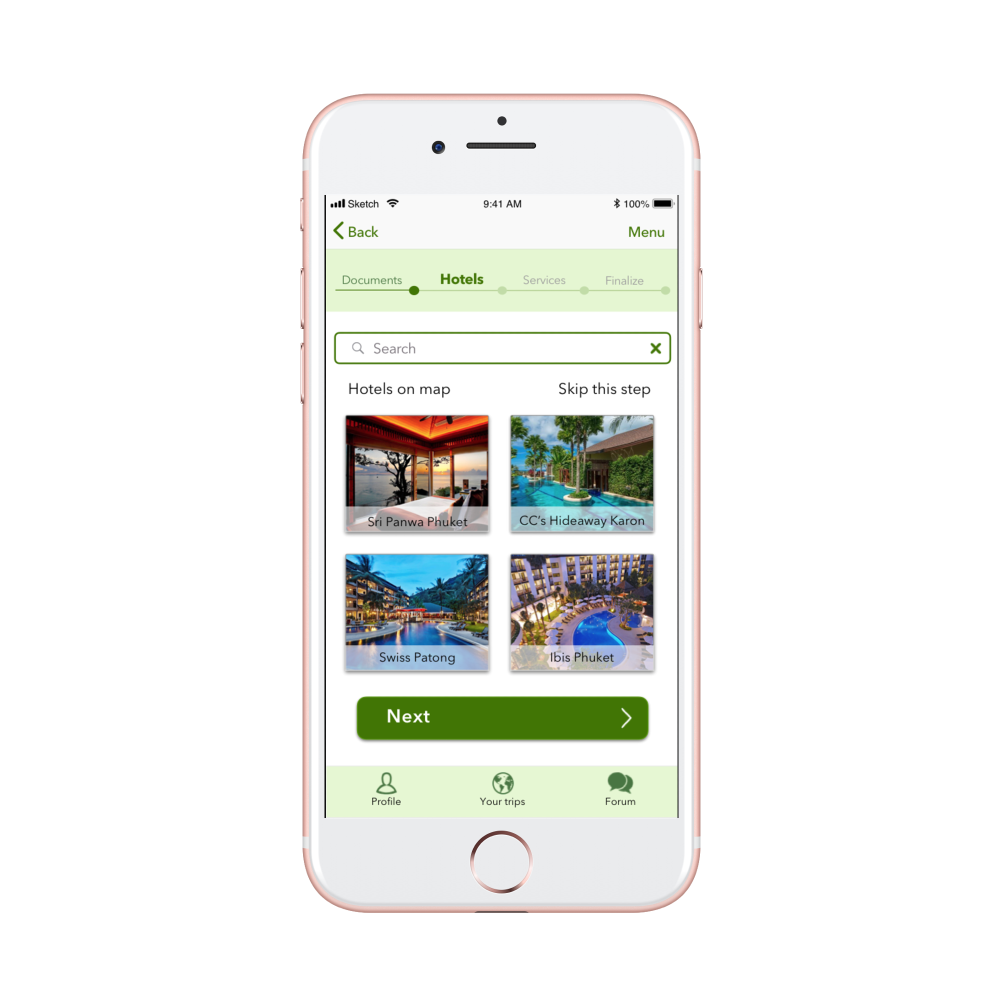 Sketch 9:41 AM 100%
Back Menu
Documents Hotels Services Finalize
Search
Hotels on map Skip this step
Sri Panwa Phuket CC’s Hideaway Karon
Swiss Patong Ibis Phuket
Next
Profile Your trips Forum